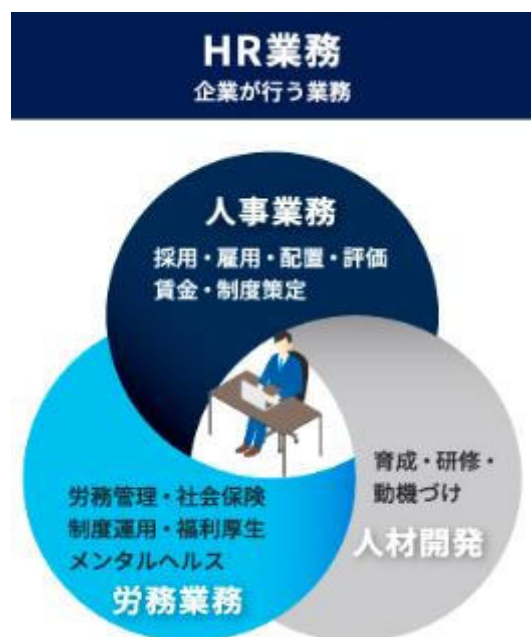 HR業務
企業が行う業務
人事業務
採用・雇用・配置・評価
賃金・制度策定
労務管理・社会保険
制度運用・福利厚生
メンタルヘルス
労務業務
育成・研修・
動機づけ
人材開発